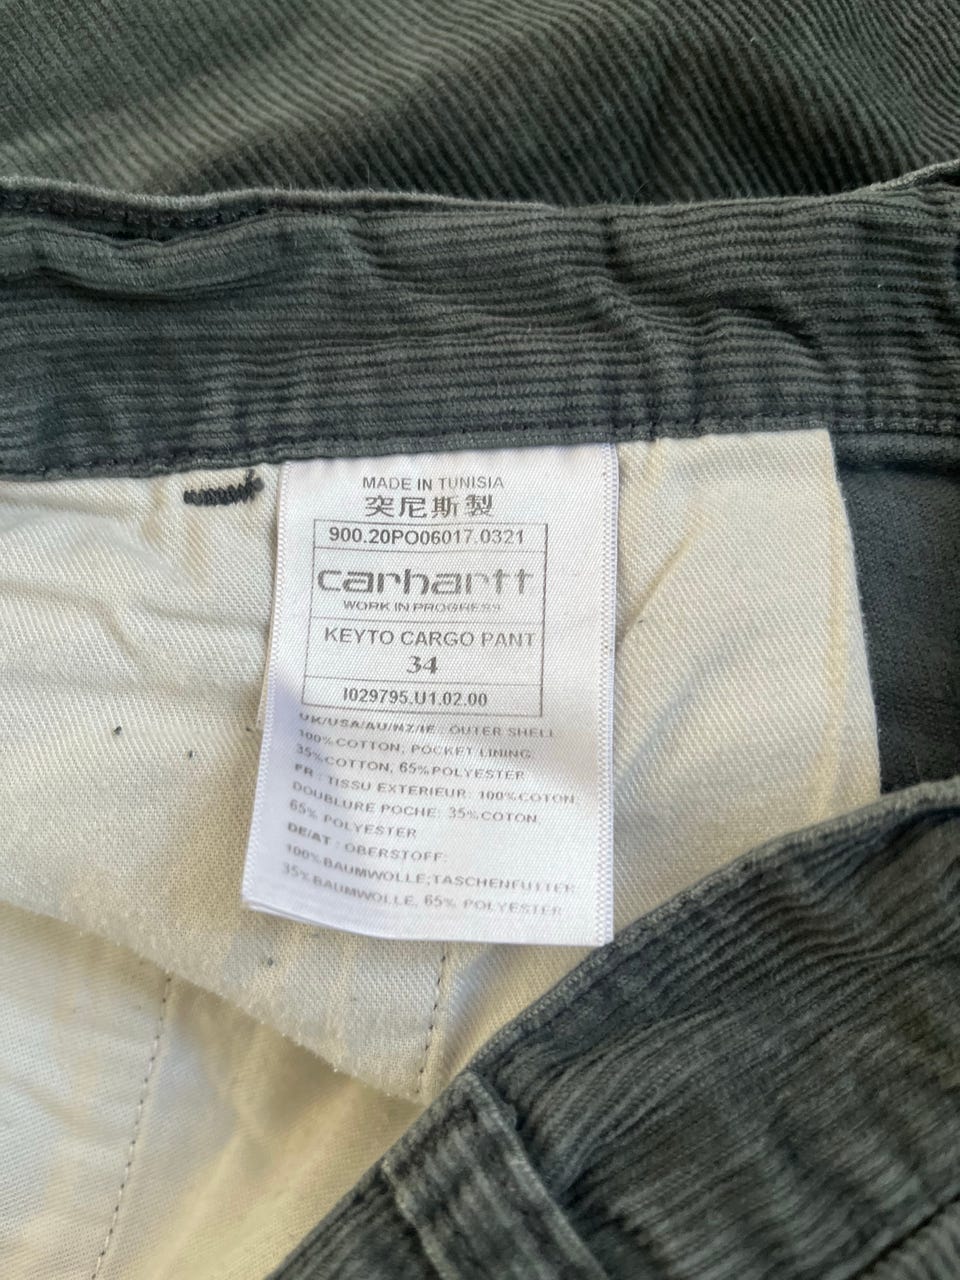 MADE IN TUNISIA
突尼斯製
900.20PO06017.0321
carhartt
WORK IN PROGRESS
KEYTO CARGO PANT
34
I029795.U1.02.00
UK/USA/AU/NZ/IE: OUTER SHELL
100%COTTON; POCKET LINING:
35%COTTON, 65%POLYESTER
FR : TISSU EXTERIEUR: 100%COTON;
DOUBLURE POCHE: 35%COTON,
65% POLYESTER
DE/AT : OBERSTOFF:
100%BAUMWOLLE;TASCHENFUTTER:
35%BAUMWOLLE, 65% POLYESTER